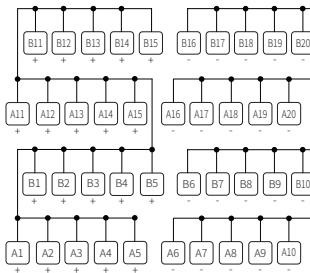 B11 B12 B13 B14 B15 B16 B17 B18 B19 B20
+ + + + + - - - - -
A11 A12 A13 A14 A15 A16 A17 A18 A19 A20
+ + + + + - - - - -
B1 B2 B3 B4 B5 B6 B7 B8 B9 B10
+ + + + + - - - - -
A1 A2 A3 A4 A5 A6 A7 A8 A9 A10
+ + + + + - - - - -